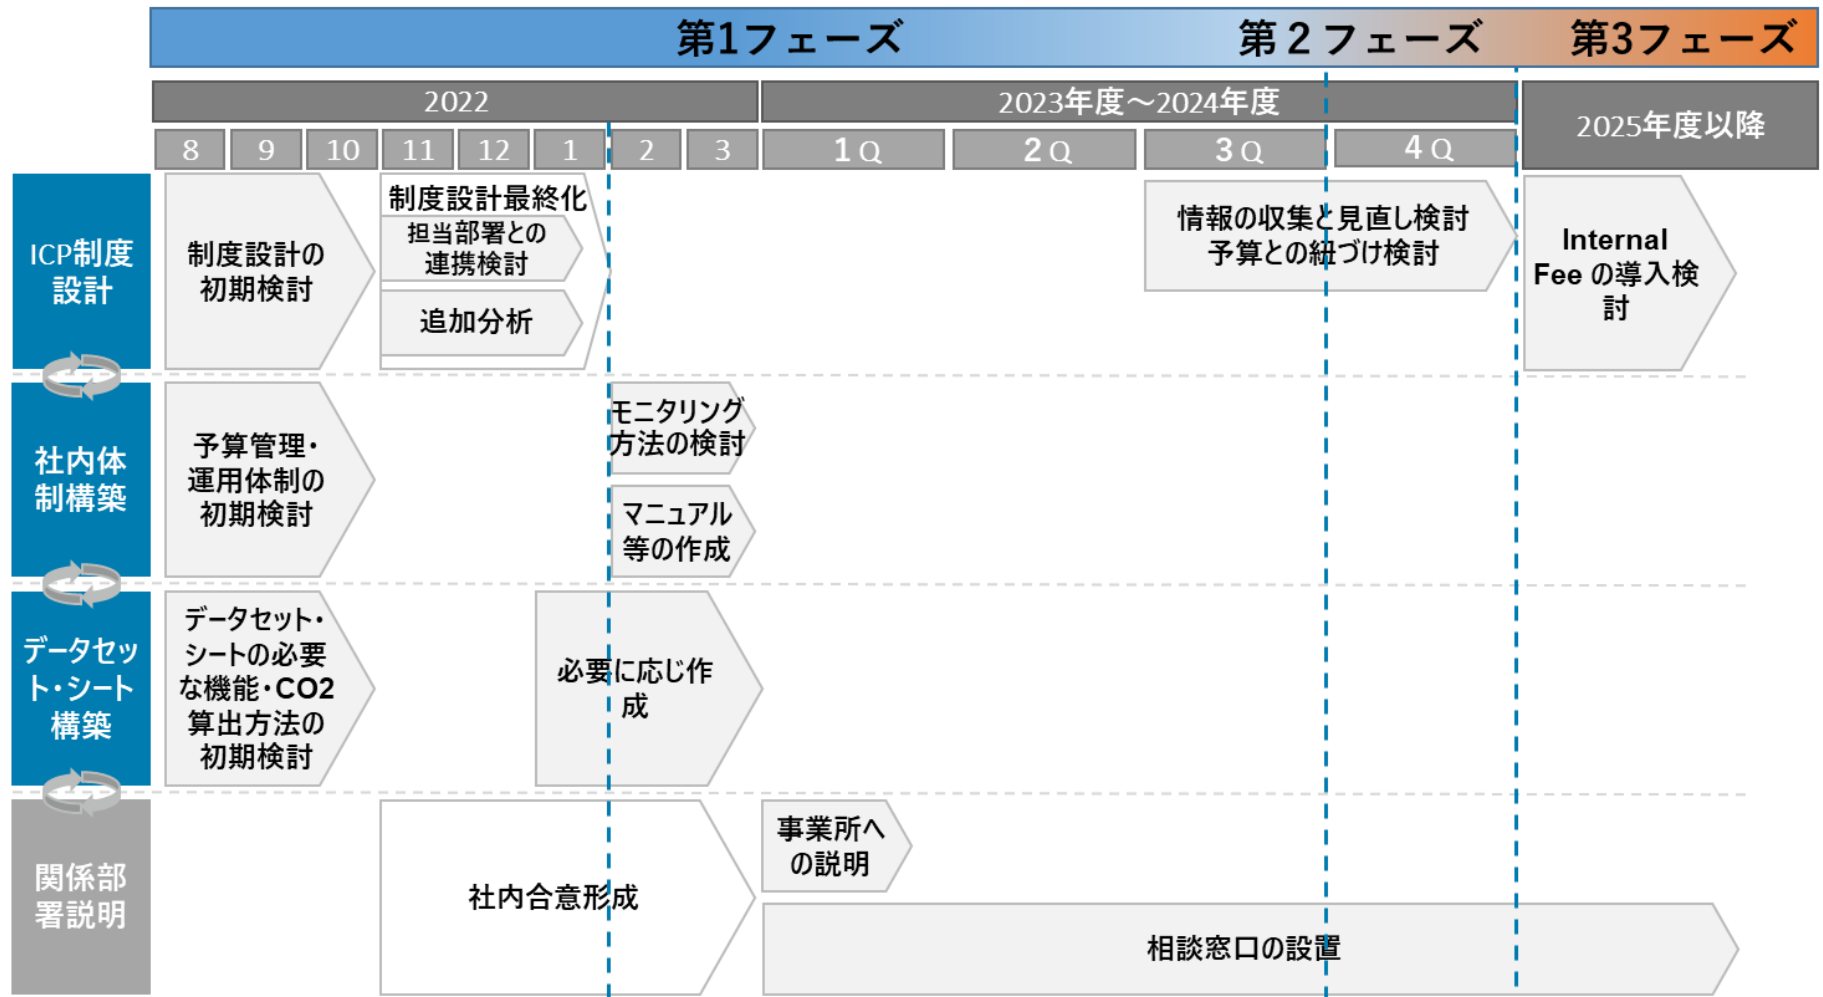 第1フェーズ
第２フェーズ
第3フェーズ
2022
2023年度～2024年度
2025年度以降
8
9
10
11
12
1
2
3
1Q
2Q
3Q
4Q
ICP制度
設計
制度設計の
初期検討
制度設計最終化
担当部署との
連携検討
追加分析
情報の収集と見直し検討
予算との紐づけ検討
Internal
Fee の導入検
討
社内体
制構築
予算管理・
運用体制の
初期検討
モニタリング
方法の検討
マニュアル
等の作成
データセッ
ト・シート
構築
データセット・
シートの必要
な機能・CO2
算出方法の
初期検討
必要に応じ作
成
関係部
署説明
社内合意形成
事業所へ
の説明
相談窓口の設置